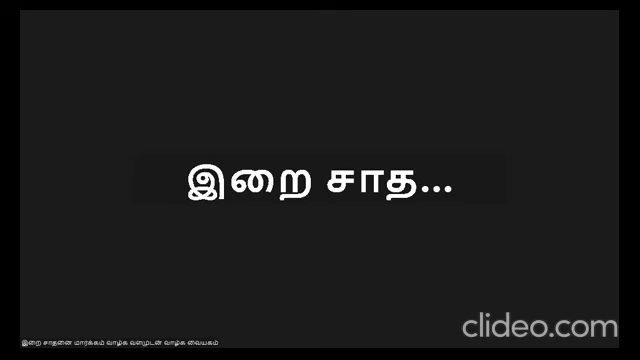 இறை சாத...
clideo.com
இறை சாதனை மார்க்கம் வாழ்க வளமுடன் வாழ்க வையகம்